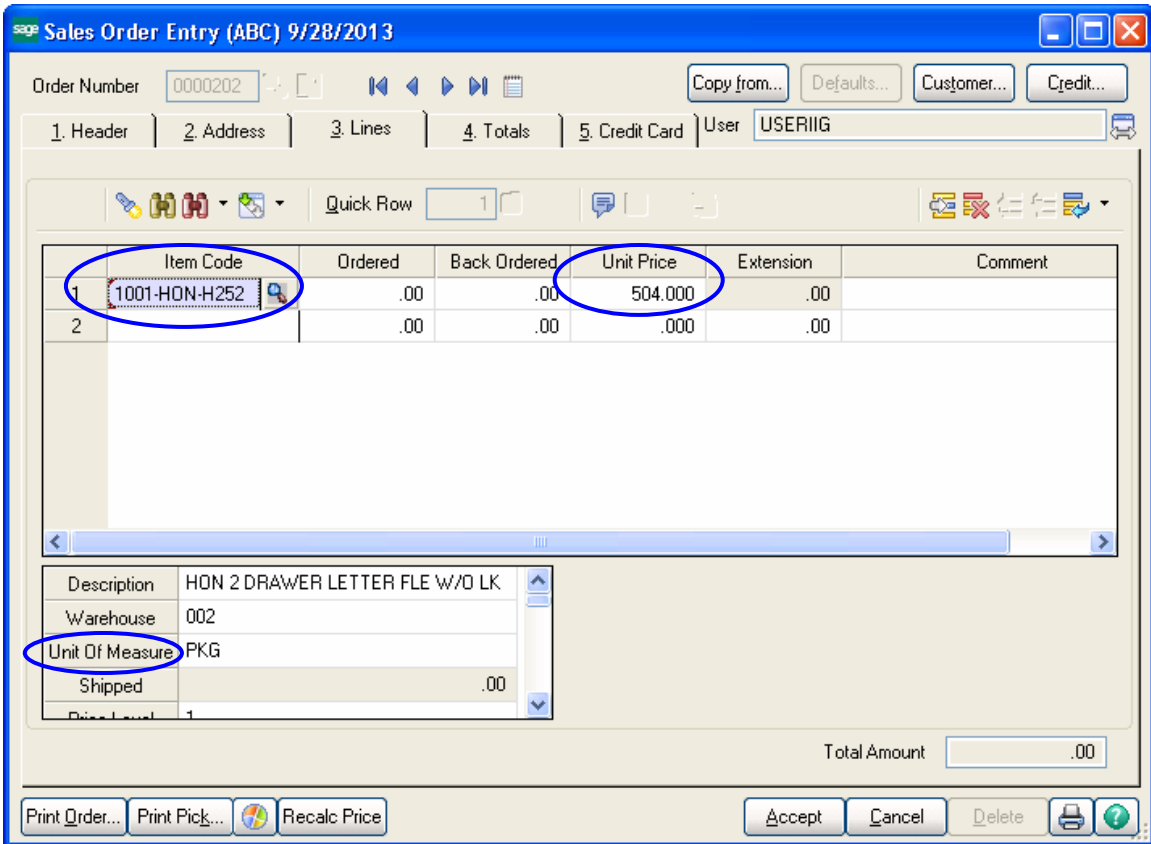 sage Sales Order Entry (ABC) 9/28/2013
Order Number 0000202 Copy from... Defaults... Customer... Credit...
1. Header 2. Address 3. Lines 4. Totals 5. Credit Card User USERIIG
Quick Row 1
Item Code Ordered Back Ordered Unit Price Extension Comment
1 1001-HON-H252 .00 .00 504.000 .00
2 .00 .00 .000 .00
Description HON 2 DRAWER LETTER FLE W/O LK
Warehouse 002
Unit Of Measure PKG
Shipped .00
Price Level 1
Total Amount .00
Print Order... Print Pick... Recalc Price Accept Cancel Delete